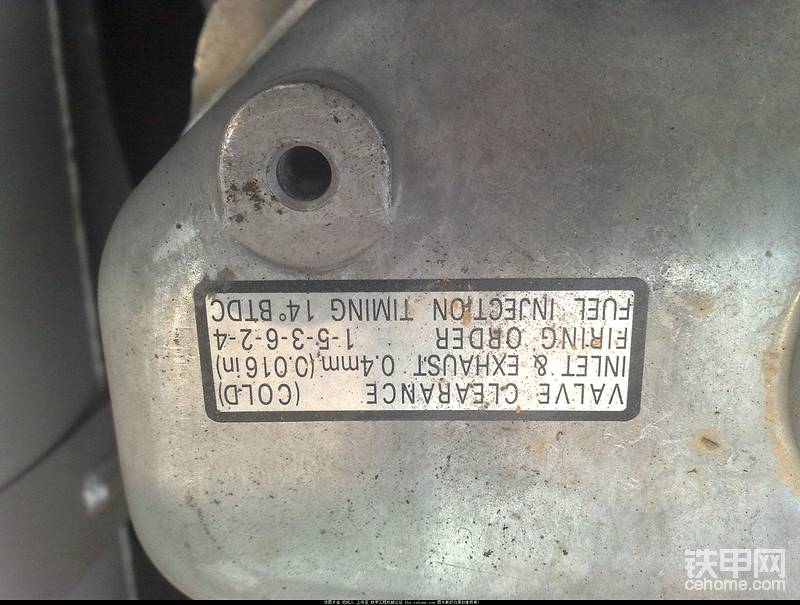 VALVE CLEARANCE (COLD)
INLET & EXHAUST 0.4mm,(0.016in)
FIRING ORDER 1-5-3-6-2-4
FUEL INJECTION TIMING 14° BTDC
铁甲网
cehome.com